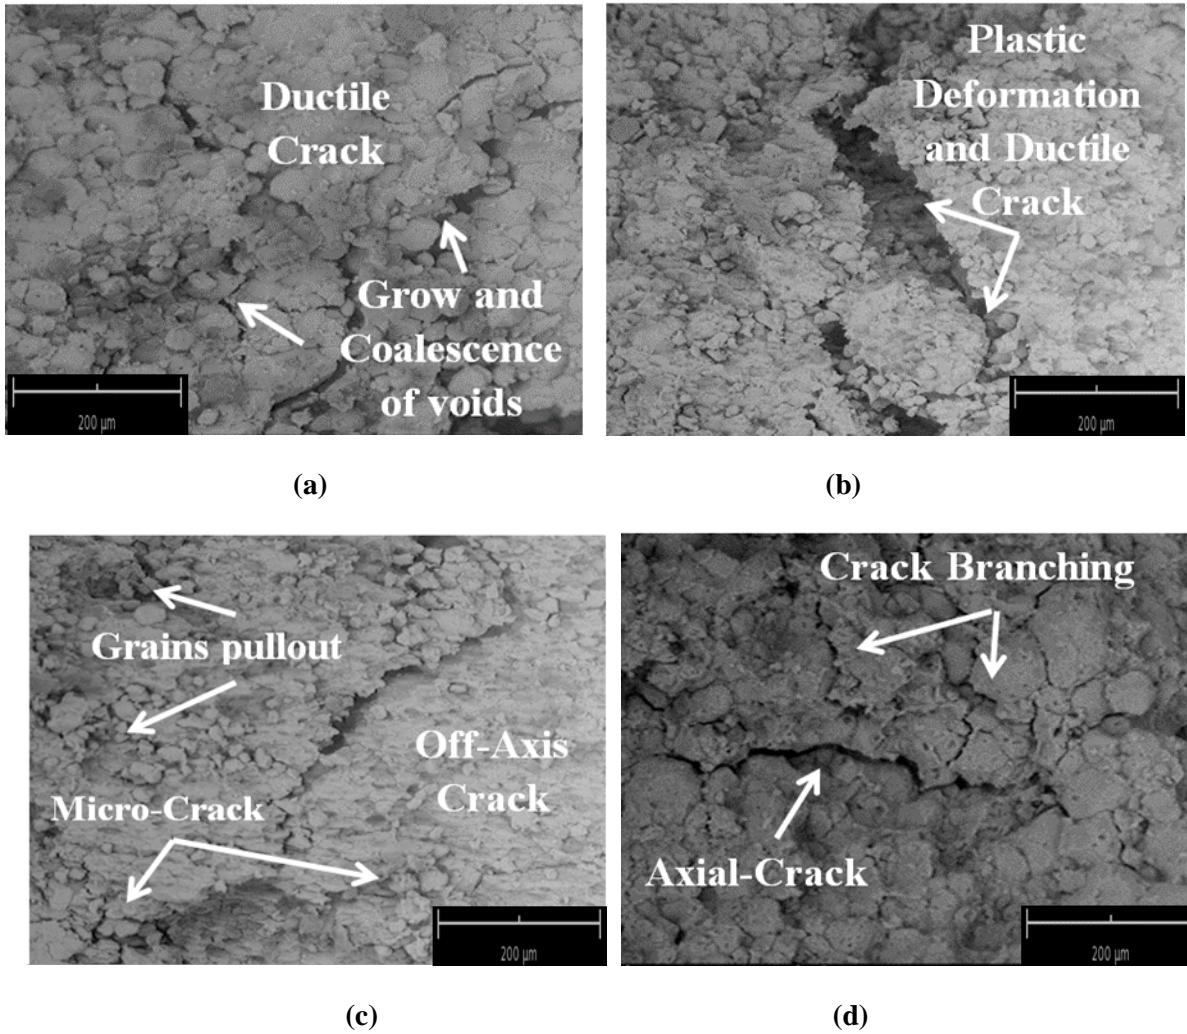 Ductile
Crack
Grow and
Coalescence
of voids
200 µm
(a)
Plastic
Deformation
and Ductile
Crack
200 µm
(b)
Grains pullout
Off-Axis
Crack
Micro-Crack
200 µm
(c)
Crack Branching
Axial-Crack
200 µm
(d)